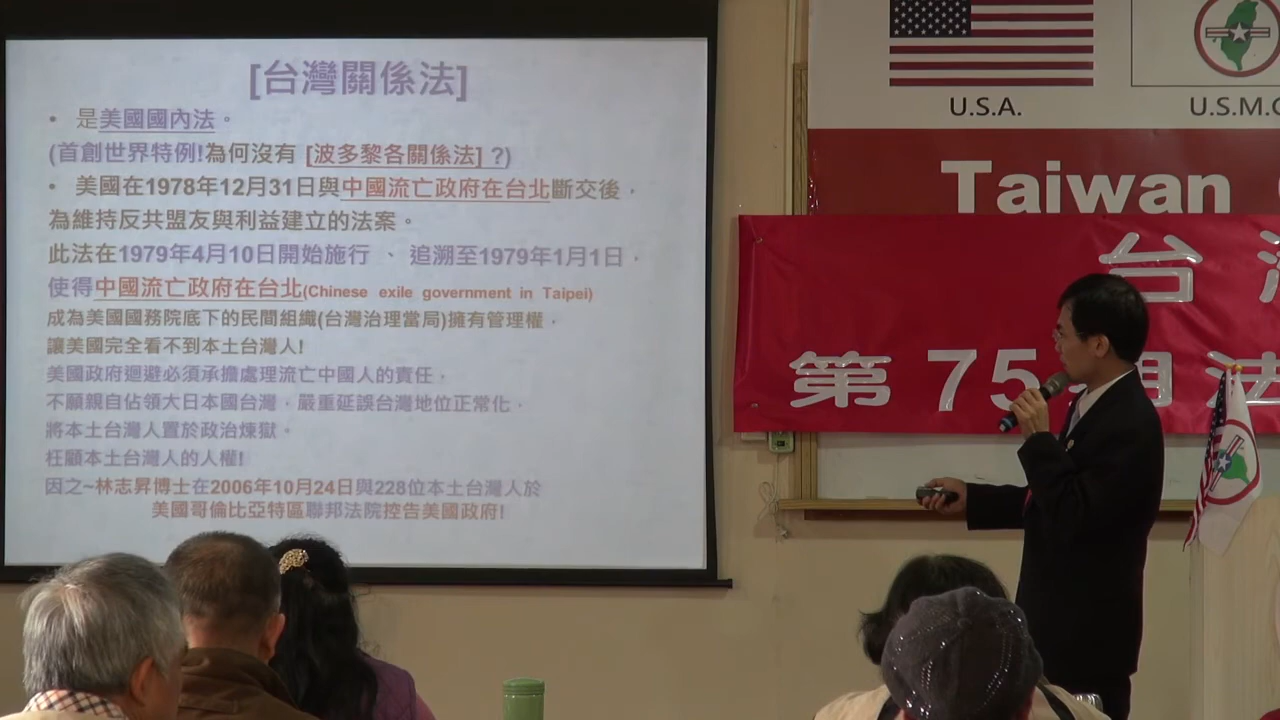 [台灣關係法]
• 是美國國內法。
(首創世界特例!為何沒有 [波多黎各關係法] ?)
• 美國在1978年12月31日與中國流亡政府在台北斷交後，
為維持反共盟友與利益建立的法案。
此法在1979年4月10日開始施行 、 追溯至1979年1月1日，
使得中國流亡政府在台北(Chinese exile government in Taipei)
成為美國國務院底下的民間組織(台灣治理當局)擁有管理權，
讓美國完全看不到本土台灣人!
美國政府迴避必須承擔處理流亡中國人的責任，
不願親自佔領大日本國台灣，嚴重延誤台灣地位正常化，
將本土台灣人置於政治煉獄。
枉顧本土台灣人的人權!
因之~林志昇博士在2006年10月24日與228位本土台灣人於
美國哥倫比亞特區聯邦法院控告美國政府!
U.S.A.
U.S.M.G
Taiwan
台
第75期法